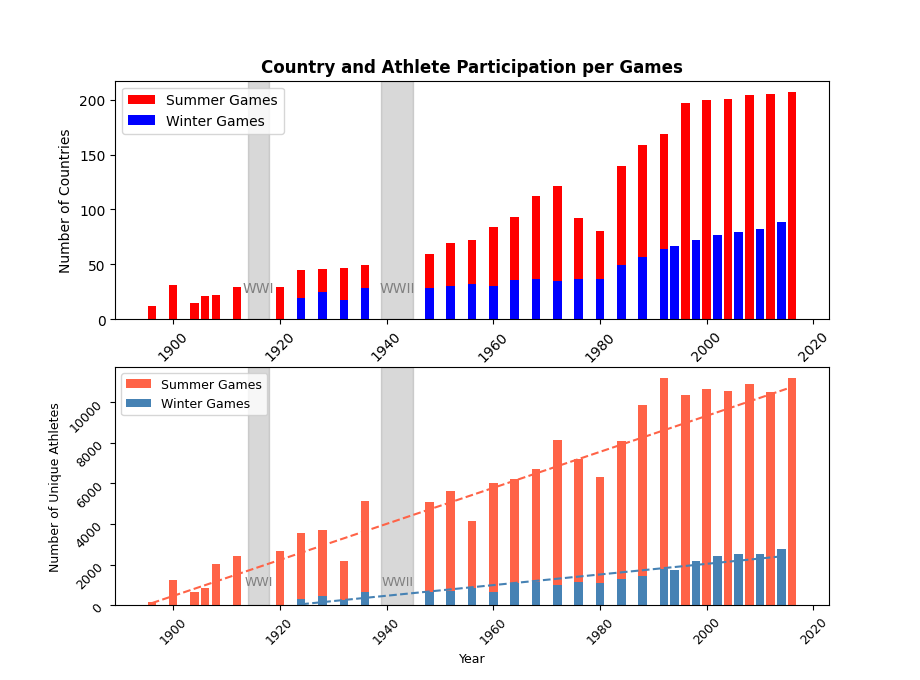 Country and Athlete Participation per Games
Number of Countries
200
150
100
50
0
Summer Games
Winter Games
WWI
WWII
1900
1920
1940
1960
1980
2000
2020
Number of Unique Athletes
10000
8000
6000
4000
2000
0
Summer Games
Winter Games
WWI
WWII
1900
1920
1940
1960
1980
2000
2020
Year